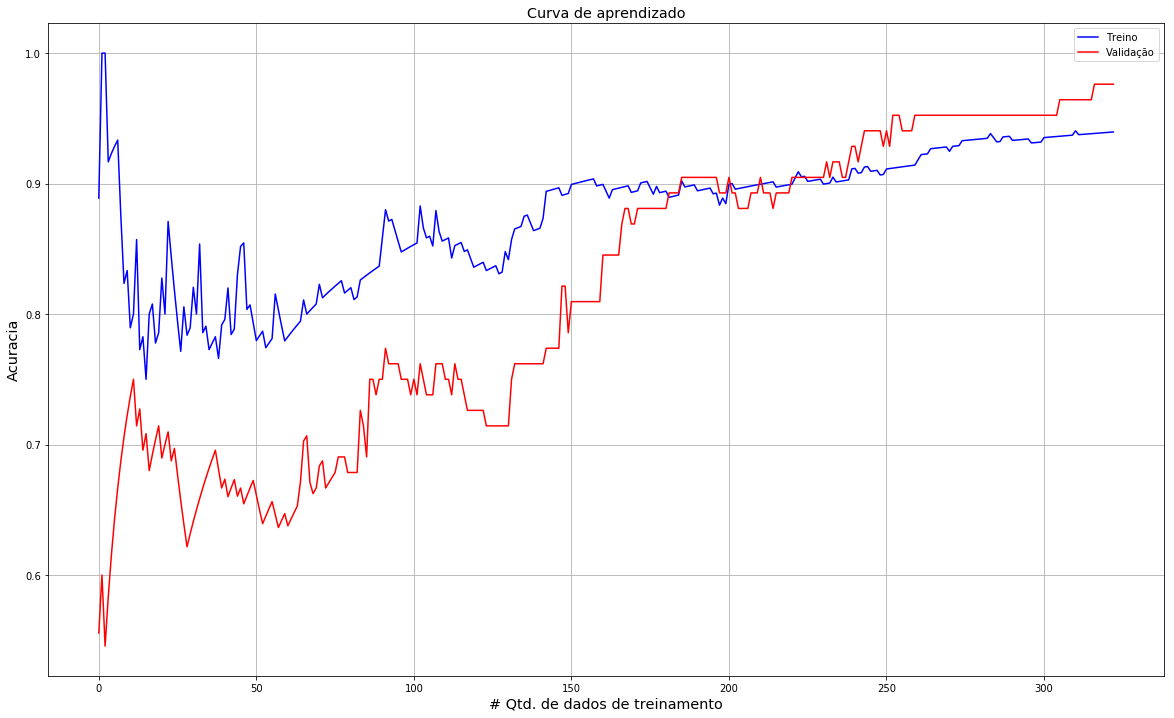 Curva de aprendizado
Treino
Validação
1.0
0.9
0.8
0.7
0.6
Acuracia
0
50
100
150
200
250
300
# Qtd. de dados de treinamento